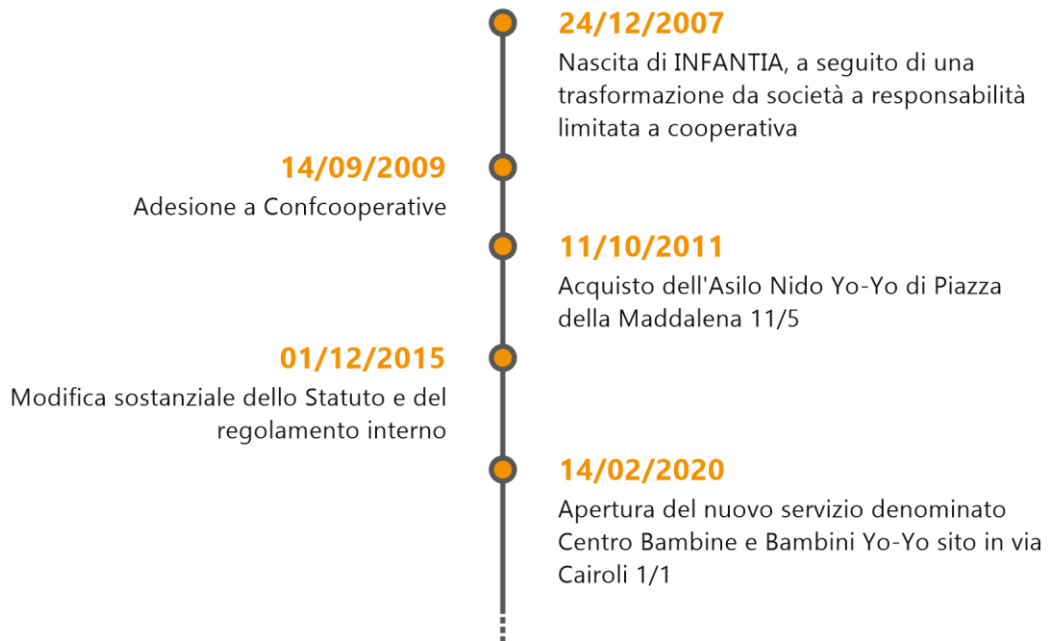 24/12/2007
Nascita di INFANTIA, a seguito di una
trasformazione da società a responsabilità
limitata a cooperativa
14/09/2009
Adesione a Confcooperative
11/10/2011
Acquisto dell'Asilo Nido Yo-Yo di Piazza
della Maddalena 11/5
01/12/2015
Modifica sostanziale dello Statuto e del
regolamento interno
14/02/2020
Apertura del nuovo servizio denominato
Centro Bambine e Bambini Yo-Yo sito in via
Cairoli 1/1